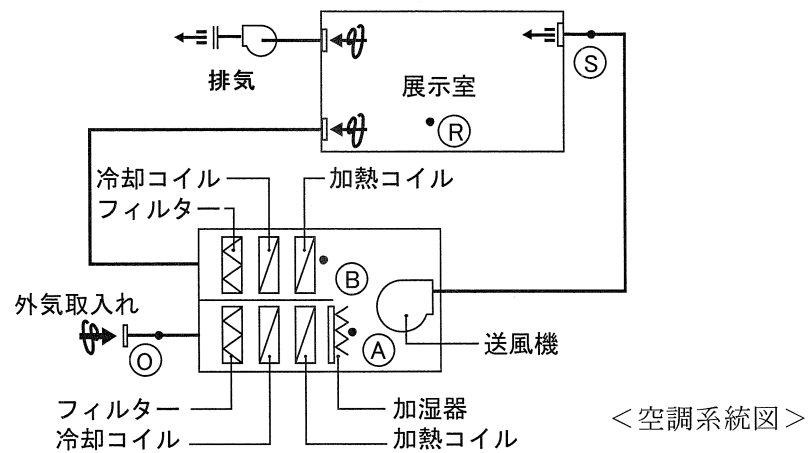 排気
展示室
Ⓢ
Ⓡ
冷却コイル
加熱コイル
フィルター
Ⓑ
外気取入れ
Ⓞ
Ⓐ
送風機
フィルター
加湿器
冷却コイル
加熱コイル
＜空調系統図＞